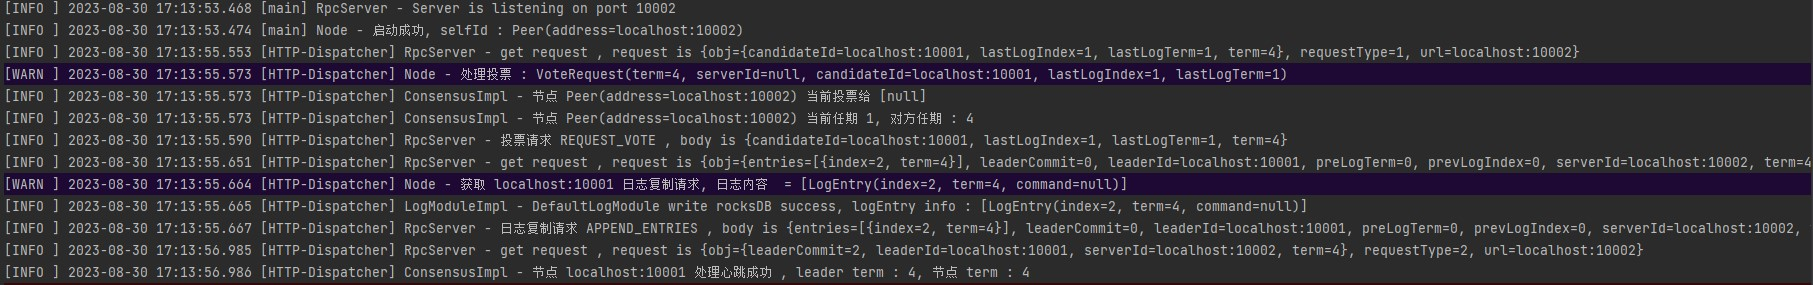 [INFO ] 2023-08-30 17:13:53.468 [main] RpcServer - Server is listening on port 10002
[INFO ] 2023-08-30 17:13:53.474 [main] Node - 启动成功, selfId : Peer(address=localhost:10002)
[INFO ] 2023-08-30 17:13:55.553 [HTTP-Dispatcher] RpcServer - get request , request is {obj={candidateId=localhost:10001, lastLogIndex=1, lastLogTerm=1, term=4}, requestType=1, url=localhost:10002}
[WARN ] 2023-08-30 17:13:55.573 [HTTP-Dispatcher] Node - 处理投票 : VoteRequest(term=4, serverId=null, candidateId=localhost:10001, lastLogIndex=1, lastLogTerm=1)
[INFO ] 2023-08-30 17:13:55.573 [HTTP-Dispatcher] ConsensusImpl - 节点 Peer(address=localhost:10002) 当前投票给 [null]
[INFO ] 2023-08-30 17:13:55.573 [HTTP-Dispatcher] ConsensusImpl - 节点 Peer(address=localhost:10002) 当前任期 1, 对方任期 : 4
[INFO ] 2023-08-30 17:13:55.590 [HTTP-Dispatcher] RpcServer - 投票请求 REQUEST_VOTE , body is {candidateId=localhost:10001, lastLogIndex=1, lastLogTerm=1, term=4}
[INFO ] 2023-08-30 17:13:55.651 [HTTP-Dispatcher] RpcServer - get request , request is {obj={entries=[{index=2, term=4}], leaderCommit=0, leaderId=localhost:10001, preLogTerm=0, prevLogIndex=0, serverId=localhost:10002, term=4
[WARN ] 2023-08-30 17:13:55.664 [HTTP-Dispatcher] Node - 获取 localhost:10001 日志复制请求, 日志内容 = [LogEntry(index=2, term=4, command=null)]
[INFO ] 2023-08-30 17:13:55.665 [HTTP-Dispatcher] LogModuleImpl - DefaultLogModule write rocksDB success, logEntry info : [LogEntry(index=2, term=4, command=null)]
[INFO ] 2023-08-30 17:13:55.667 [HTTP-Dispatcher] RpcServer - 日志复制请求 APPEND_ENTRIES , body is {entries=[{index=2, term=4}], leaderCommit=0, leaderId=localhost:10001, preLogTerm=0, prevLogIndex=0, serverId=localhost:10002,
[INFO ] 2023-08-30 17:13:56.985 [HTTP-Dispatcher] RpcServer - get request , request is {obj={leaderCommit=2, leaderId=localhost:10001, serverId=localhost:10002, term=4}, requestType=2, url=localhost:10002}
[INFO ] 2023-08-30 17:13:56.986 [HTTP-Dispatcher] ConsensusImpl - 节点 localhost:10001 处理心跳成功 , leader term : 4, 节点 term : 4